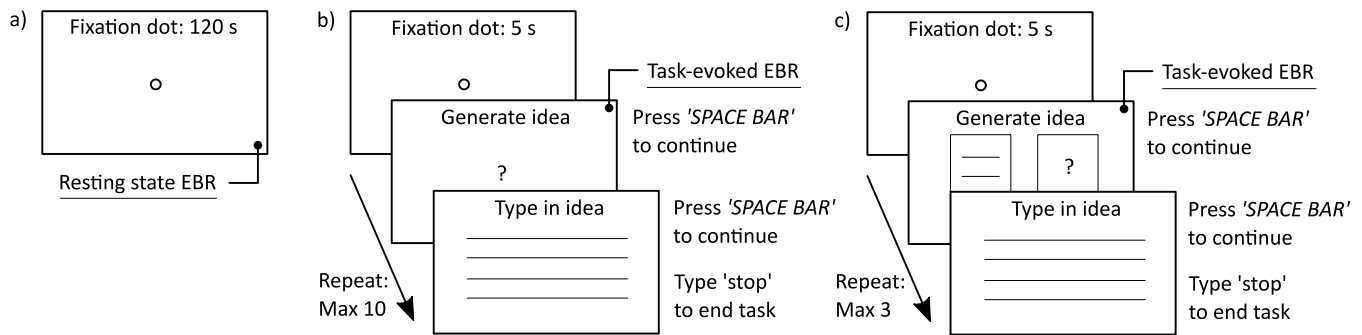 a)
Fixation dot: 120 s
Resting state EBR
b)
Fixation dot: 5 s
Task-evoked EBR
Generate idea
Press 'SPACE BAR'
to continue
?
Type in idea
Press 'SPACE BAR'
to continue
Type 'stop'
to end task
Repeat:
Max 10
c)
Fixation dot: 5 s
Task-evoked EBR
Generate idea
Press 'SPACE BAR'
to continue
?
Type in idea
Press 'SPACE BAR'
to continue
Type 'stop'
to end task
Repeat:
Max 3